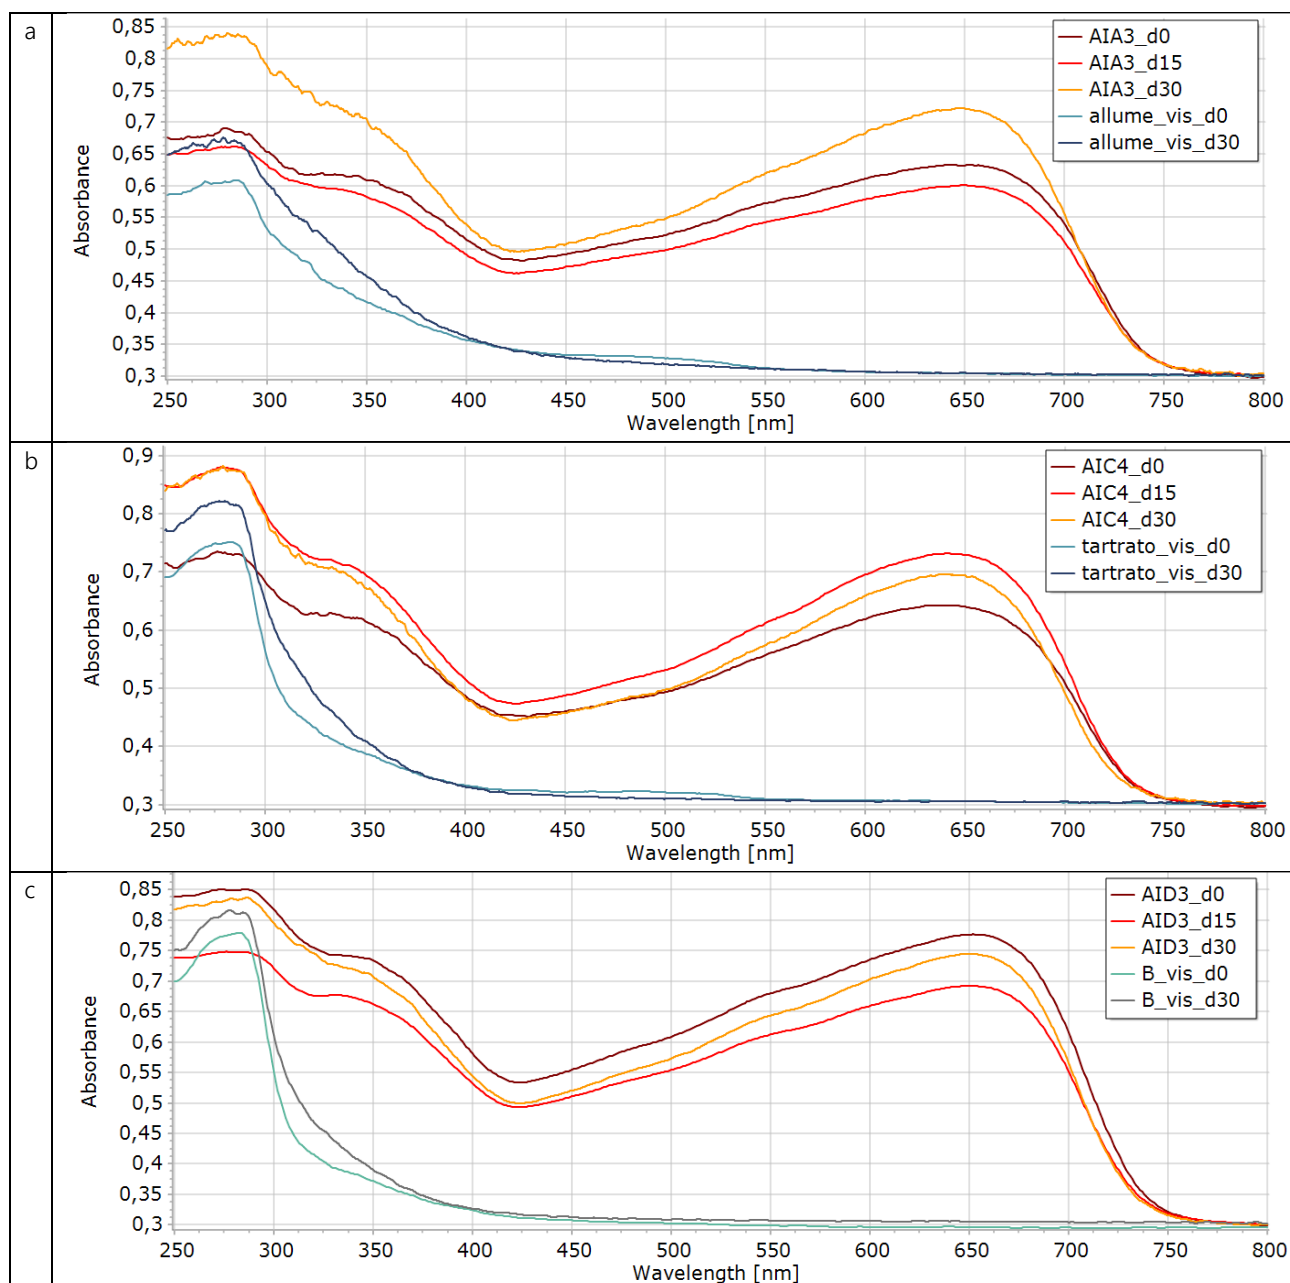 a
0,85
0,8
0,75
0,7
0,65
0,6
0,55
0,5
0,45
0,4
0,35
0,3
Absorbance
250 300 350 400 450 500 550 600 650 700 750 800
Wavelength [nm]
AIA3_d0
AIA3_d15
AIA3_d30
allume_vis_d0
allume_vis_d30
b
0,9
0,8
0,7
0,6
0,5
0,4
0,3
Absorbance
250 300 350 400 450 500 550 600 650 700 750 800
Wavelength [nm]
AIC4_d0
AIC4_d15
AIC4_d30
tartrato_vis_d0
tartrato_vis_d30
c
0,85
0,8
0,75
0,7
0,65
0,6
0,55
0,5
0,45
0,4
0,35
0,3
Absorbance
250 300 350 400 450 500 550 600 650 700 750 800
Wavelength [nm]
AID3_d0
AID3_d15
AID3_d30
B_vis_d0
B_vis_d30